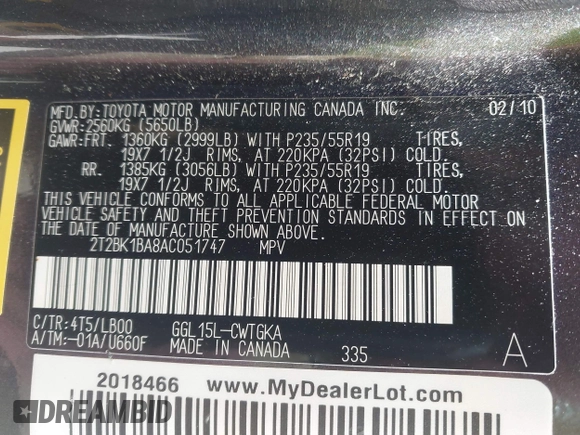 MFD.BY:TOYOTA MOTOR MANUFACTURING CANADA INC. 02/10
GVWR:2560KG (5650LB)
GAWR:FRT. 1360KG (2999LB) WITH P235/55R19 TIRES,
19X7 1/2J RIMS, AT 220KPA (32PSI) COLD.
RR. 1385KG (3056LB) WITH P235/55R19 TIRES,
19X7 1/2J RIMS, AT 220KPA (32PSI) COLD.
THIS VEHICLE CONFORMS TO ALL APPLICABLE FEDERAL MOTOR
VEHICLE SAFETY AND THEFT PREVENTION STANDARDS IN EFFECT ON
THE DATE OF MANUFACTURE SHOWN ABOVE.
2T2BK1BA8AC051747 MPV
C/TR:4T5/LB00 GGL15L-CWTGKA
A/TM:-01A/U660F MADE IN CANADA 335 A
2018466 www.MyDealerLot.com
DREAMBID